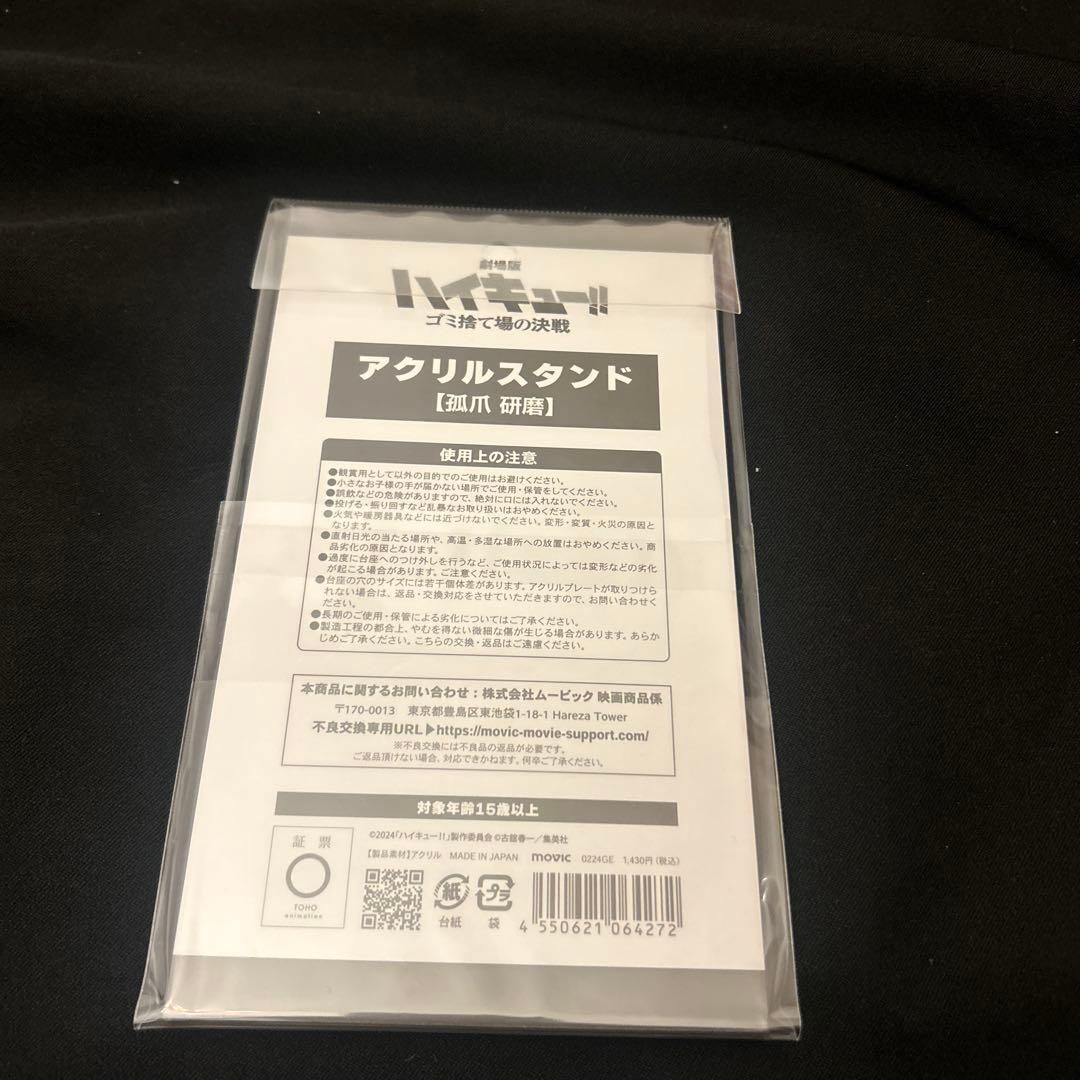 劇場版
ハイキュー!!
ゴミ捨て場の決戦
アクリルスタンド
【孤爪 研磨】
使用上の注意
●観賞用として以外の目的でのご使用はお避けください。
●小さなお子様の手が届かない場所でご使用・保管をしてください。
●誤飲などの危険がありますので、絶対に口には入れないでください。
●投げる・振り回すなど乱暴なお取り扱いはおやめください。
●火気や暖房器具などには近づけないでください。変形・変質・火災の原因と
なります。
●直射日光の当たる場所や、高温・多湿な場所への放置はおやめください。商
品劣化の原因となります。
●過度に台座へのつけ外しを行うなど、ご使用状況によっては変形などの劣化
が起こる場合があります。ご注意ください。
●台座の穴のサイズには若干個体差があります。アクリルプレートが取りつけら
れない場合は、返品・交換対応をさせていただきますので、お問い合わせく
ださい。
●長期のご使用・保管による劣化についてはご了承ください。
●製造工程の都合上、やむを得ない微細な傷が生じる場合があります。あらか
じめご了承ください。こちらの交換・返品はご遠慮ください。
本商品に関するお問い合わせ：株式会社ムービック 映画商品係
〒170-0013 東京都豊島区東池袋1-18-1 Hareza Tower
不良交換専用URL▶https://movic-movie-support.com/
※不良交換には不良品の返品が必要です。
ご返品頂けない場合、対応できかねます。何卒ご了承ください。
対象年齢15歳以上
証 票
TOHO
animation
©2024「ハイキュー!!」製作委員会 ©古舘春一／集英社
【製品素材】アクリル MADE IN JAPAN movic 0224GE 1,430円（税込）
紙
台紙
プラ
袋
4 550621 064272